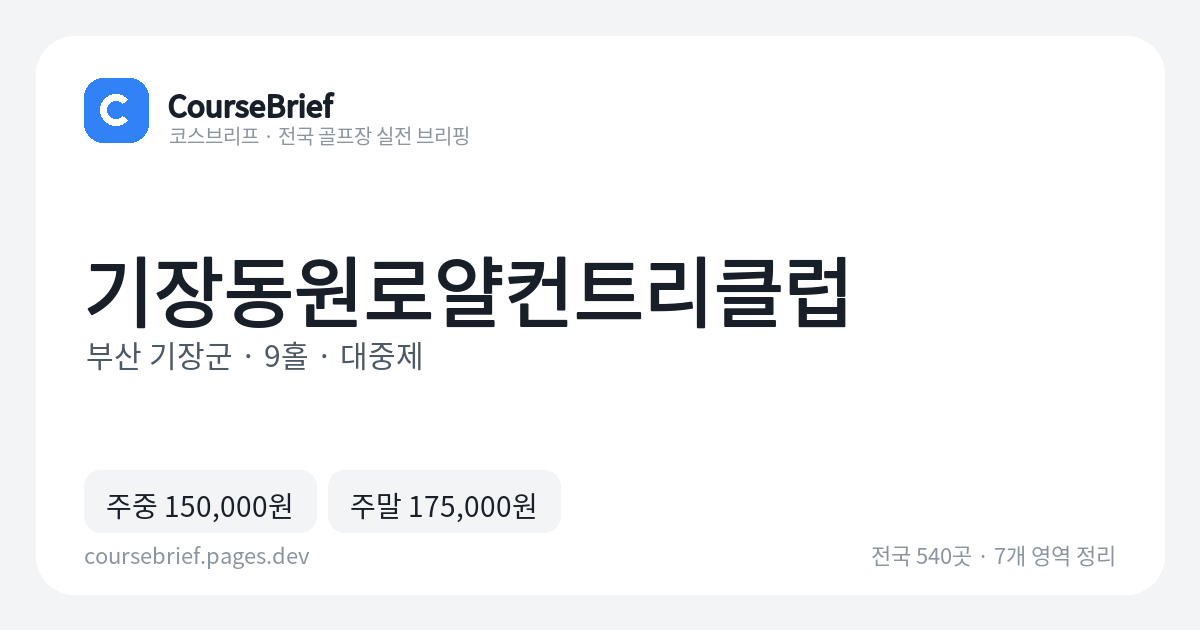 C
CourseBrief
코스브리프 · 전국 골프장 실전 브리핑
기장동원로얄컨트리클럽
부산 기장군 · 9홀 · 대중제
주중 150,000원 주말 175,000원
coursebrief.pages.dev 전국 540곳 · 7개 영역 정리